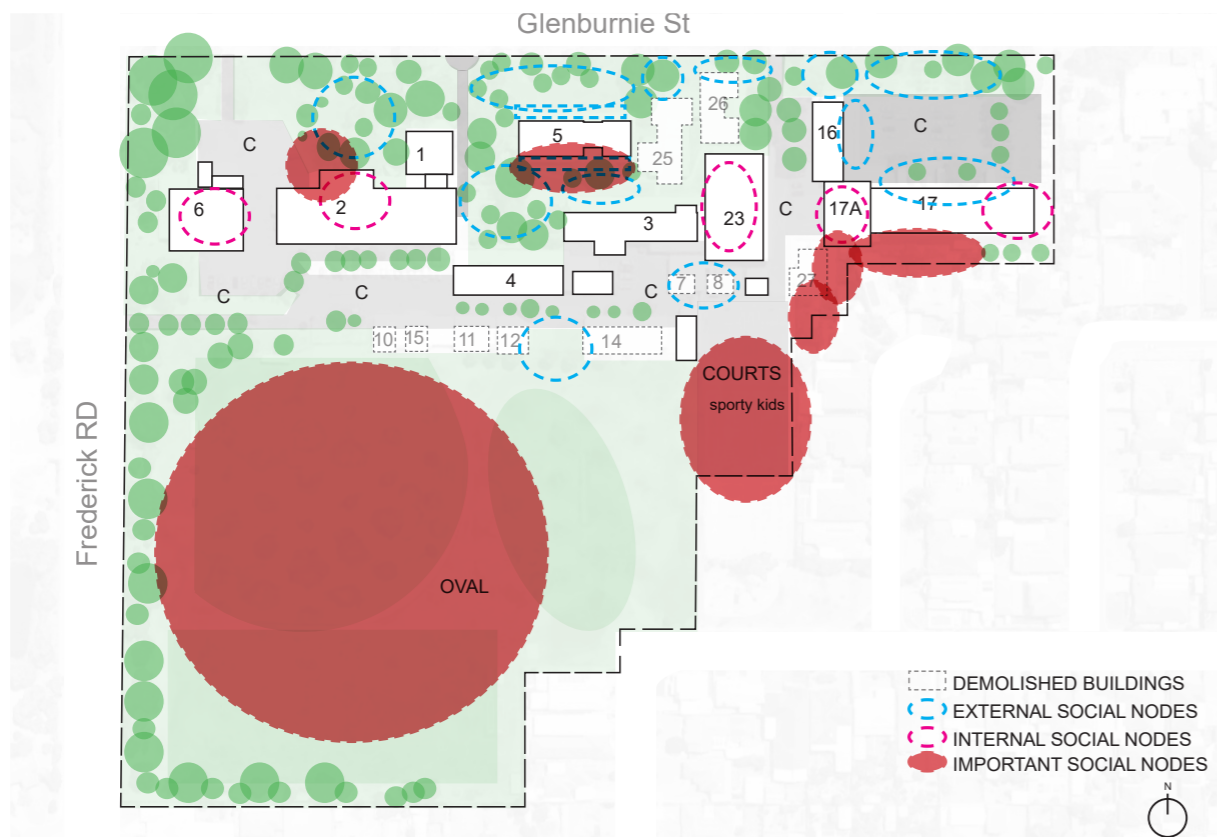 Glenburnie St
26
16
C
5
C
1
25
6
2
3
23
C
17A
17
4
7
8
27
C
C
C
10
15
11
12
14
COURTS
sporty kids
Frederick RD
OVAL
DEMOLISHED BUILDINGS
EXTERNAL SOCIAL NODES
INTERNAL SOCIAL NODES
IMPORTANT SOCIAL NODES
N